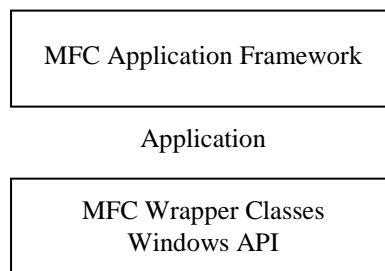 MFC Application Framework
Application
MFC Wrapper Classes
Windows API